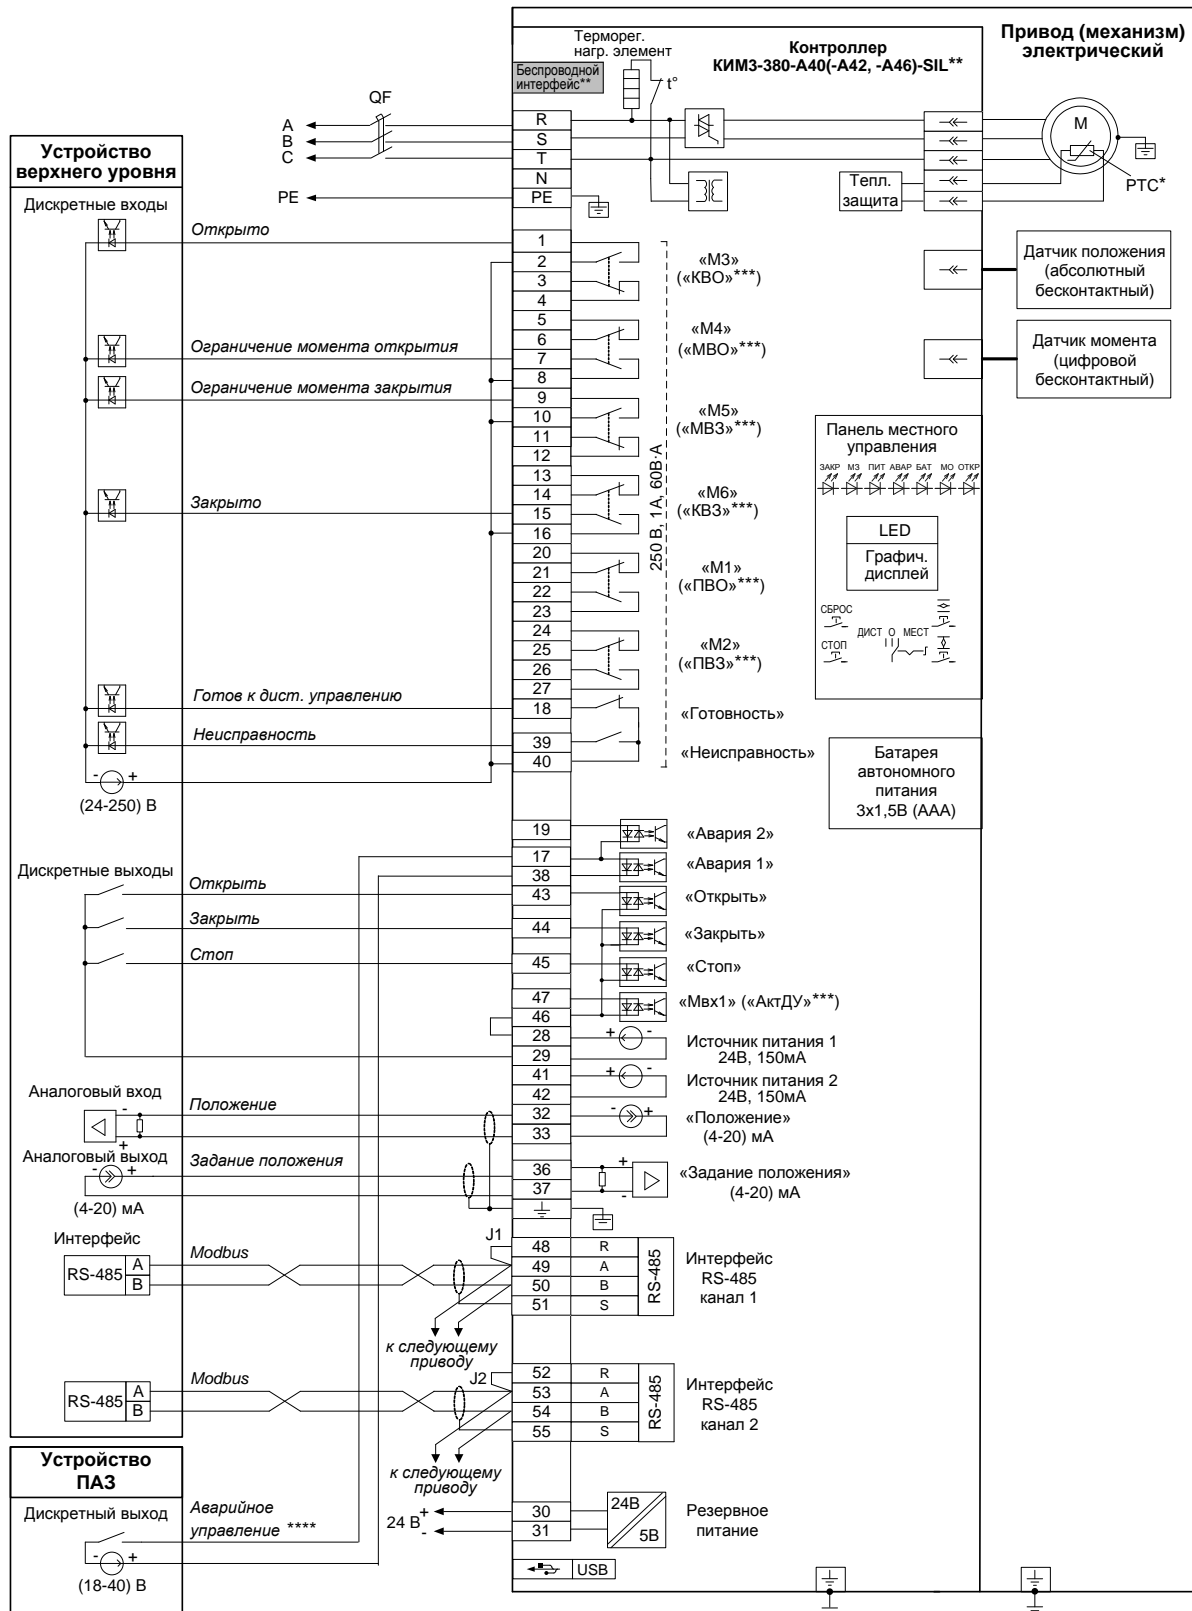 Привод (механизм)
электрический
Контроллер
КИМ3-380-А40(-А42, -А46)-SIL**
Терморег.
нагр. элемент
t°
Беспроводной
интерфейс**
QF
A
B
C
PE
R
S
T
N
PE
M
PTC*
Тепл.
защита
Устройство
верхнего уровня
Дискретные входы
Открыто
Ограничение момента открытия
Ограничение момента закрытия
Закрыто
Готов к дист. управлению
Неисправность
- +
(24-250) В
1
2
3
4
5
6
7
8
9
10
11
12
13
14
15
16
20
21
22
23
24
25
26
27
18
39
40
«М3»
(«КВО»***)
«М4»
(«МВО»***)
«М5»
(«МВЗ»***)
«М6»
(«КВЗ»***)
«М1»
(«ПВО»***)
«М2»
(«ПВЗ»***)
«Готовность»
«Неисправность»
250 В, 1А, 60В·А
Датчик положения
(абсолютный
бесконтактный)
Датчик момента
(цифровой
бесконтактный)
Панель местного
управления
ЗАКР МЗ ПИТ АВАР БАТ МО ОТКР
LED
Графич.
дисплей
СБРОС
СТОП
ДИСТ О МЕСТ
Батарея
автономного
питания
3х1,5В (ААА)
Дискретные выходы
Открыть
Закрыть
Стоп
19
17
38
43
44
45
47
46
28
29
41
42
32
33
36
37
«Авария 2»
«Авария 1»
«Открыть»
«Закрыть»
«Стоп»
«Мвх1» («АктДУ»***)
+ -
Источник питания 1
24В, 150мА
+ -
Источник питания 2
24В, 150мА
- +
«Положение»
(4-20) мА
+
-
«Задание положения»
(4-20) мА
Аналоговый вход
-
+
Положение
Аналоговый выход
- +
Задание положения
(4-20) мА
Интерфейс
RS-485
A
B
Modbus
J1
48 R
49 A
50 B
51 S
RS-485
Интерфейс
RS-485
канал 1
к следующему
приводу
RS-485
A
B
Modbus
J2
52 R
53 A
54 B
55 S
RS-485
Интерфейс
RS-485
канал 2
к следующему
приводу
Устройство
ПАЗ
Дискретный выход
Аварийное
управление ****
- +
(18-40) В
24 В
+
-
30
31
24В
5В
Резервное
питание
USB